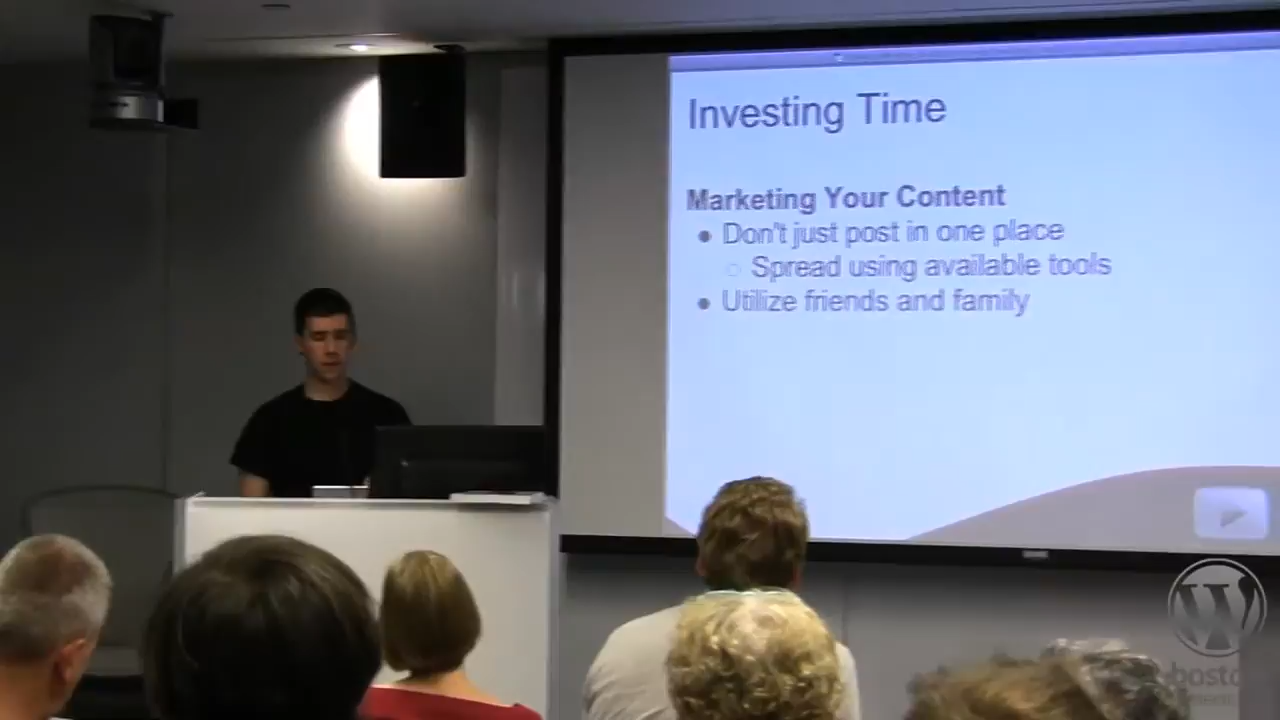 Investing Time
Marketing Your Content
Don't just post in one place
Spread using available tools
Utilize friends and family